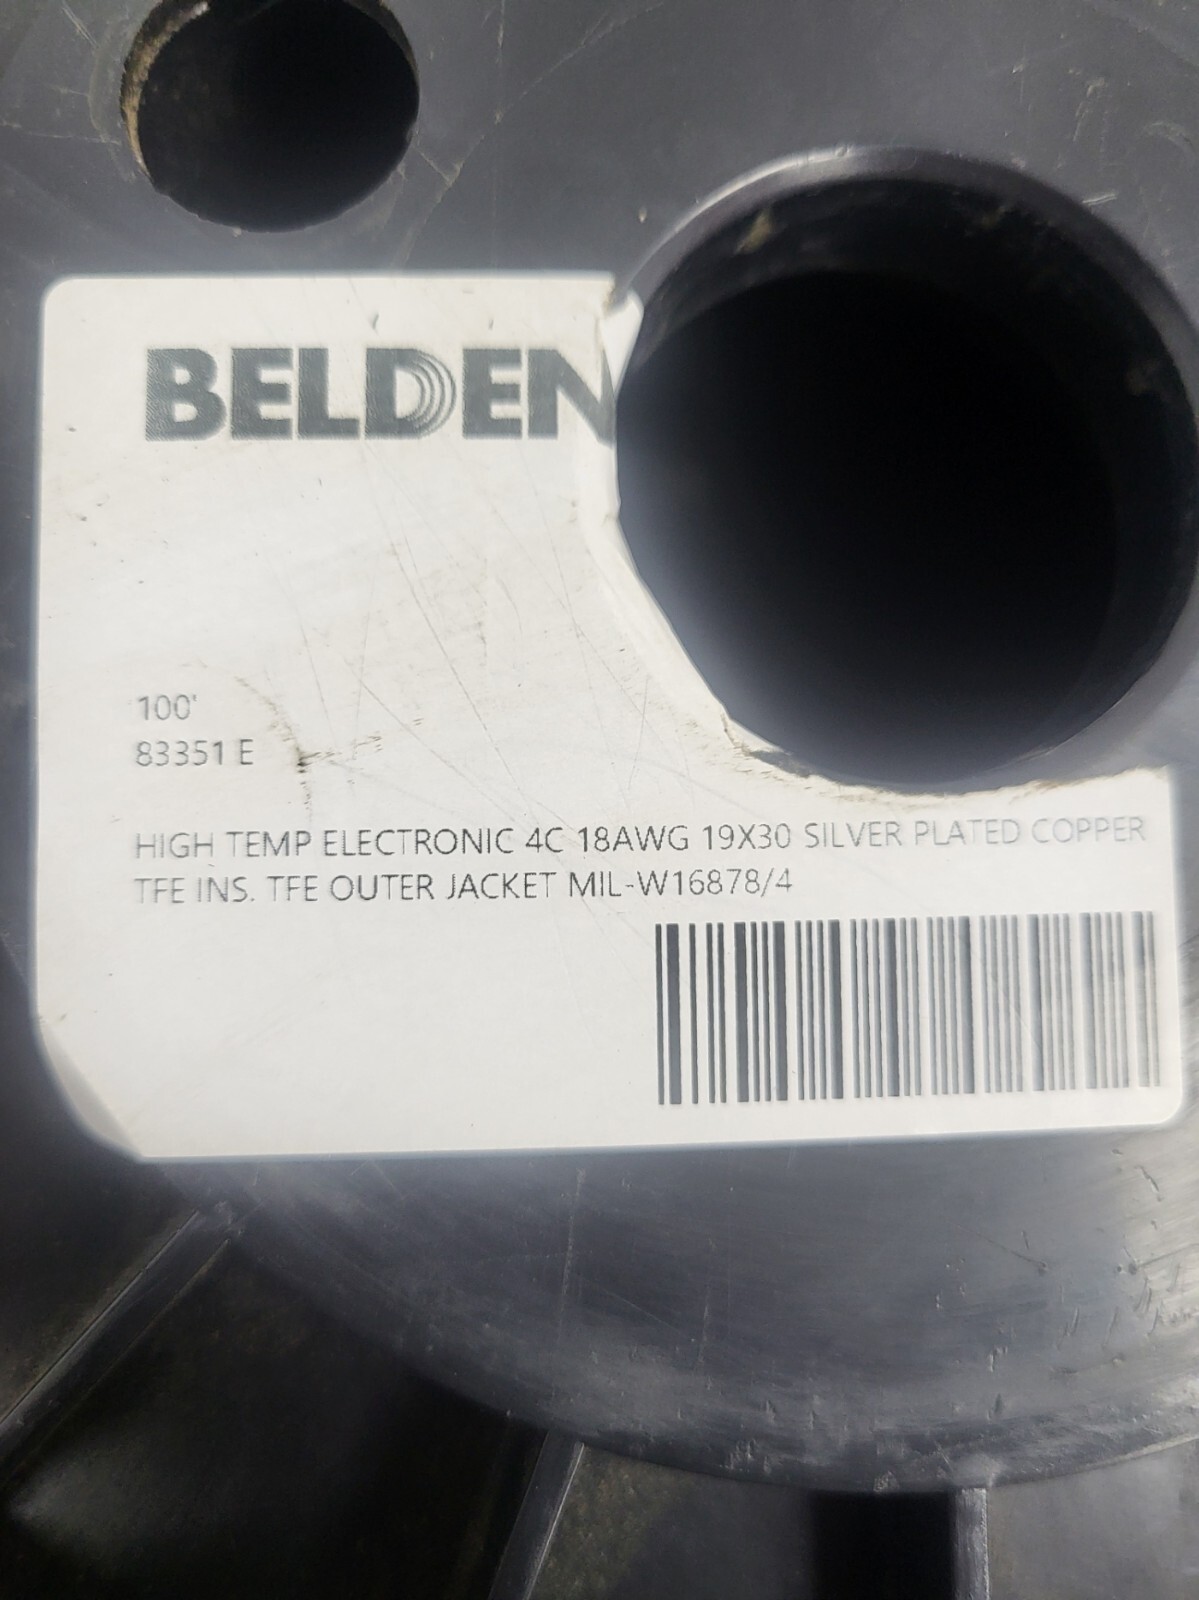 BELDEN
100'
83351 E
HIGH TEMP ELECTRONIC 4C 18AWG 19X30 SILVER PLATED COPPER
TFE INS. TFE OUTER JACKET MIL-W16878/4